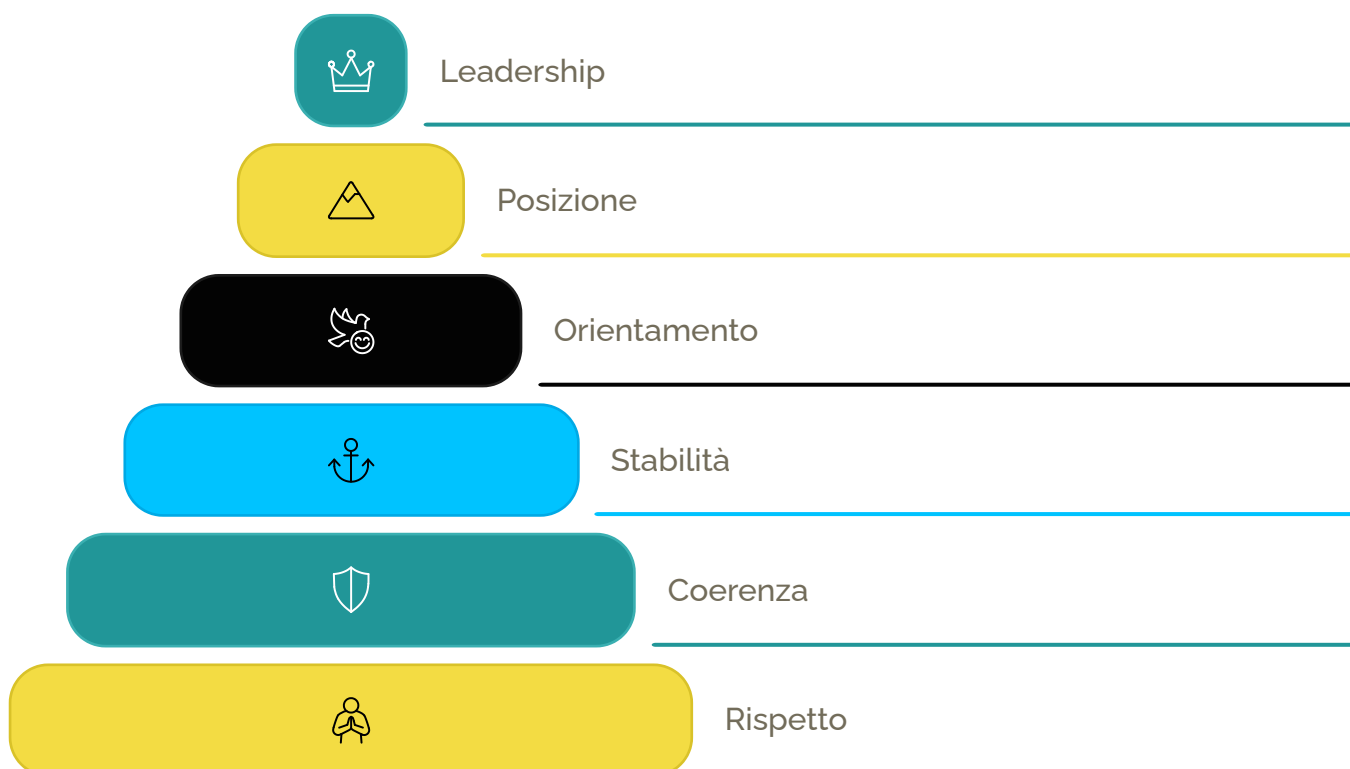 Leadership
Posizione
Orientamento
Stabilità
Coerenza
Rispetto